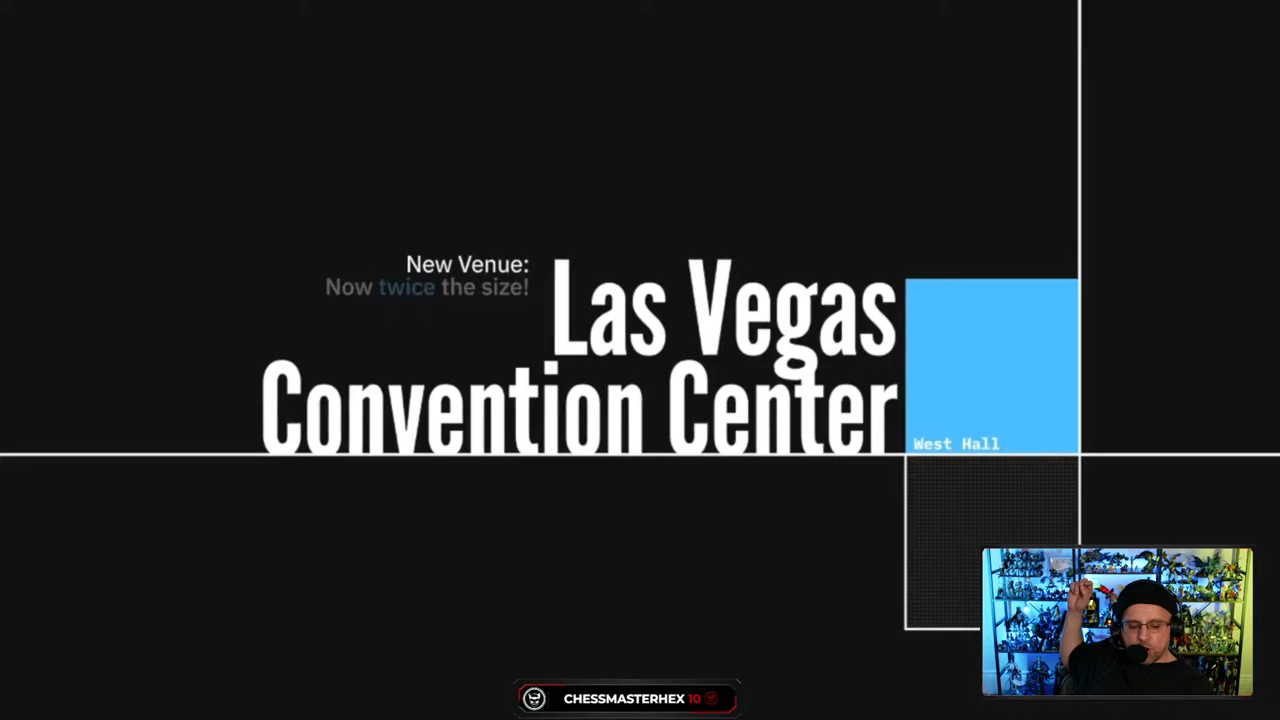 New Venue:
Now twice the size!
Las Vegas
Convention Center
West Hall
CHESSMASTERHEX 10